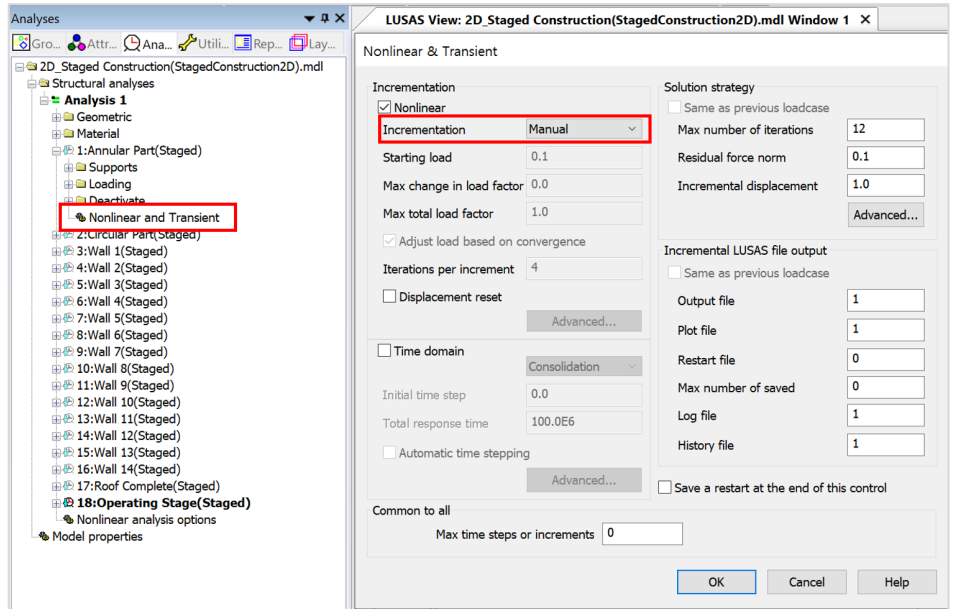 Analyses
Gro... Attr... Ana... Utili... Rep... Lay...
2D_Staged Construction(StagedConstruction2D).mdl
Structural analyses
Analysis 1
Geometric
Material
1:Annular Part(Staged)
Supports
Loading
Deactivate
Nonlinear and Transient
2:Circular Part(Staged)
3:Wall 1(Staged)
4:Wall 2(Staged)
5:Wall 3(Staged)
6:Wall 4(Staged)
7:Wall 5(Staged)
8:Wall 6(Staged)
9:Wall 7(Staged)
10:Wall 8(Staged)
11:Wall 9(Staged)
12:Wall 10(Staged)
13:Wall 11(Staged)
14:Wall 12(Staged)
15:Wall 13(Staged)
16:Wall 14(Staged)
17:Roof Complete(Staged)
18:Operating Stage(Staged)
Nonlinear analysis options
Model properties
LUSAS View: 2D_Staged Construction(StagedConstruction2D).mdl Window 1 X
Nonlinear & Transient
Incrementation
Nonlinear
Incrementation Manual
Starting load 0.1
Max change in load factor 0.0
Max total load factor 1.0
Adjust load based on convergence
Iterations per increment 4
Displacement reset
Advanced...
Time domain
Consolidation
Initial time step 0.0
Total response time 100.0E6
Automatic time stepping
Advanced...
Solution strategy
Same as previous loadcase
Max number of iterations 12
Residual force norm 0.1
Incremental displacement 1.0
Advanced...
Incremental LUSAS file output
Same as previous loadcase
Output file 1
Plot file 1
Restart file 0
Max number of saved 0
Log file 1
History file 1
Save a restart at the end of this control
Common to all
Max time steps or increments 0
OK Cancel Help